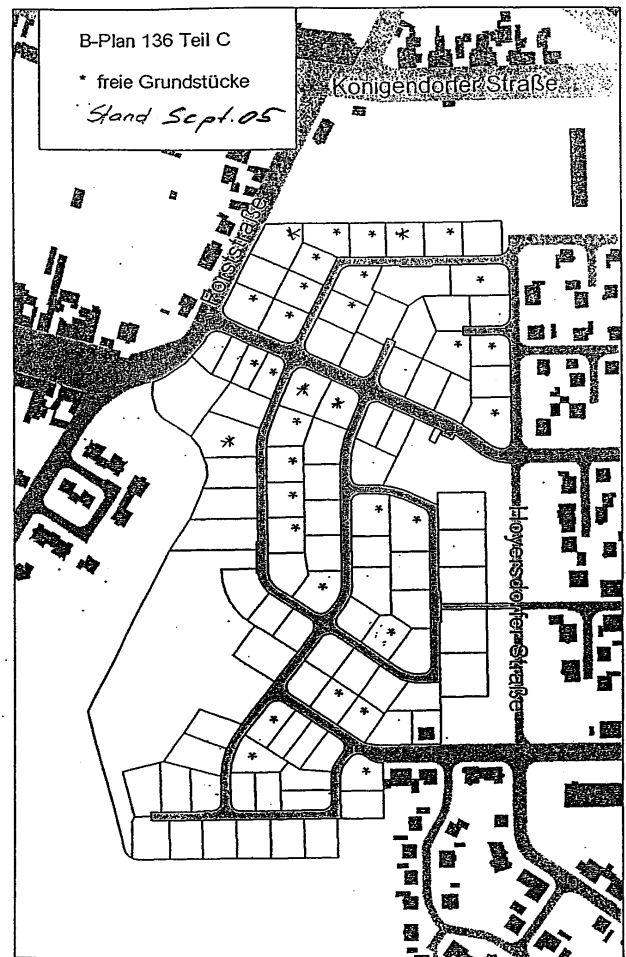 B-Plan 136 Teil C
* freie Grundstücke
Stand Sept. 05
Königendorfer Straße
Forststraße
Hoyersdorfer Straße